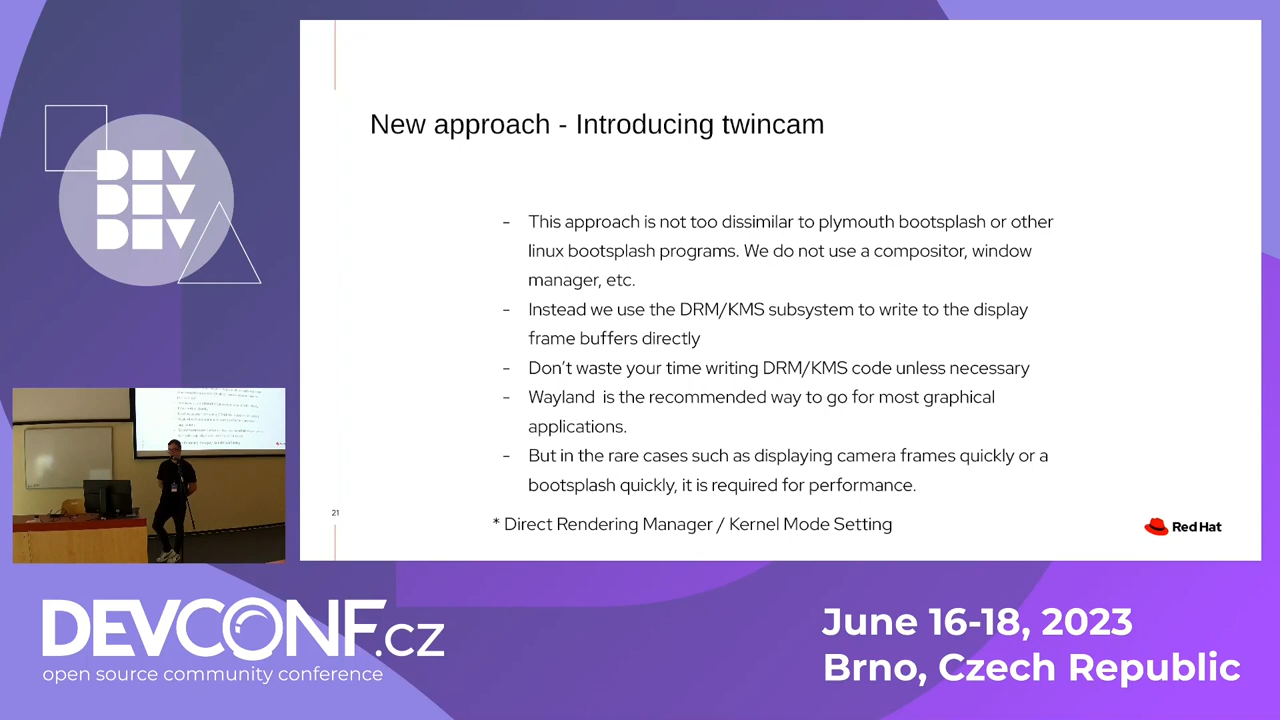 DEV
DEV
DEV
New approach - Introducing twincam
- This approach is not too dissimilar to plymouth bootsplash or other
linux bootsplash programs. We do not use a compositor, window
manager, etc.
- Instead we use the DRM/KMS subsystem to write to the display
frame buffers directly
- Don't waste your time writing DRM/KMS code unless necessary
- Wayland is the recommended way to go for most graphical
applications.
- But in the rare cases such as displaying camera frames quickly or a
bootsplash quickly, it is required for performance.
* Direct Rendering Manager / Kernel Mode Setting
21
Red Hat
DEVCONF.cz
open source community conference
June 16-18, 2023
Brno, Czech Republic